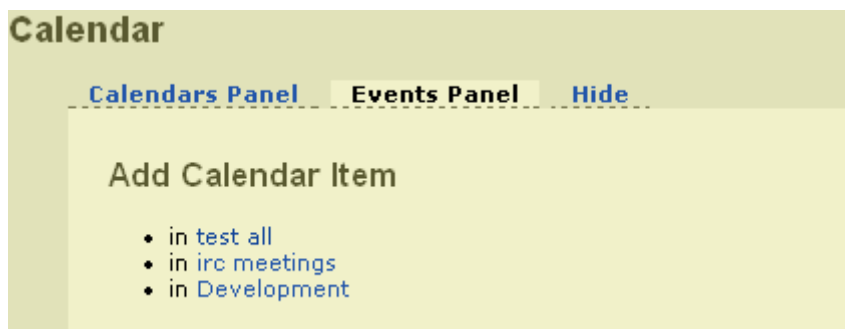 Calendar
Calendars Panel Events Panel Hide
Add Calendar Item
• in test all
• in irc meetings
• in Development